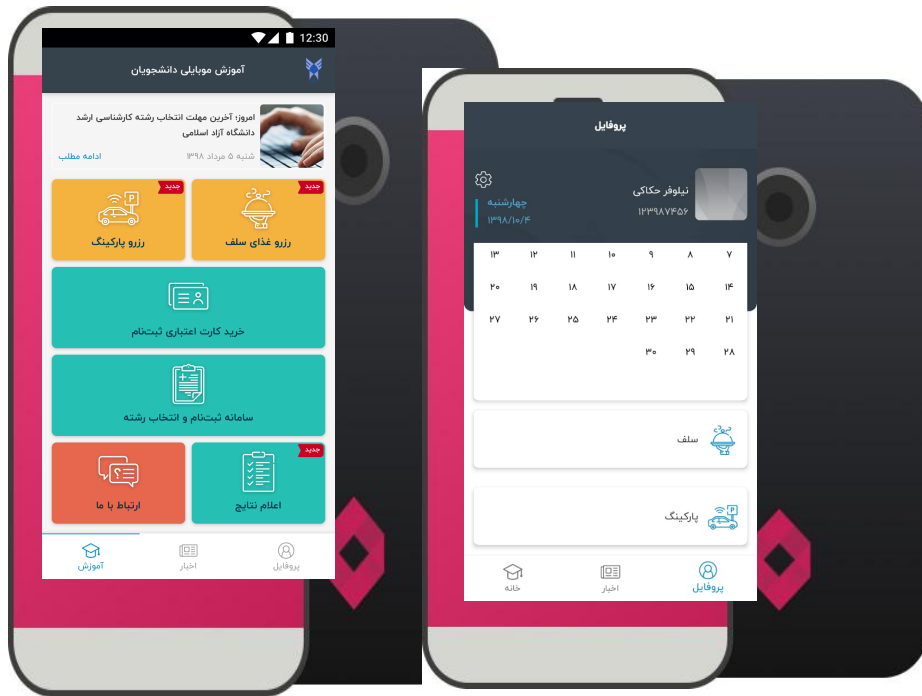 12:30
آموزش موبایلی دانشجویان
امروز؛ آخرین مهلت انتخاب رشته کارشناسی ارشد
دانشگاه آزاد اسلامی
شنبه ۵ مرداد ۱۳۹۸
ادامه مطلب
جدید
رزرو غذای سلف
جدید
رزرو پارکینگ
خرید کارت اعتباری ثبت‌نام
سامانه ثبت‌نام و انتخاب رشته
جدید
اعلام نتایج
ارتباط با ما
پروفایل
اخبار
آموزش
پروفایل
نیلوفر حکاکی
۱۲۳۹۸۷۴۵۶
چهارشنبه
۱۳۹۸/۱۰/۴
۷ ۸ ۹ ۱۰ ۱۱ ۱۲ ۱۳
۱۴ ۱۵ ۱۶ ۱۷ ۱۸ ۱۹ ۲۰
۲۱ ۲۲ ۲۳ ۲۴ ۲۵ ۲۶ ۲۷
۲۸ ۲۹ ۳۰
سلف
P
پارکینگ
پروفایل
اخبار
خانه